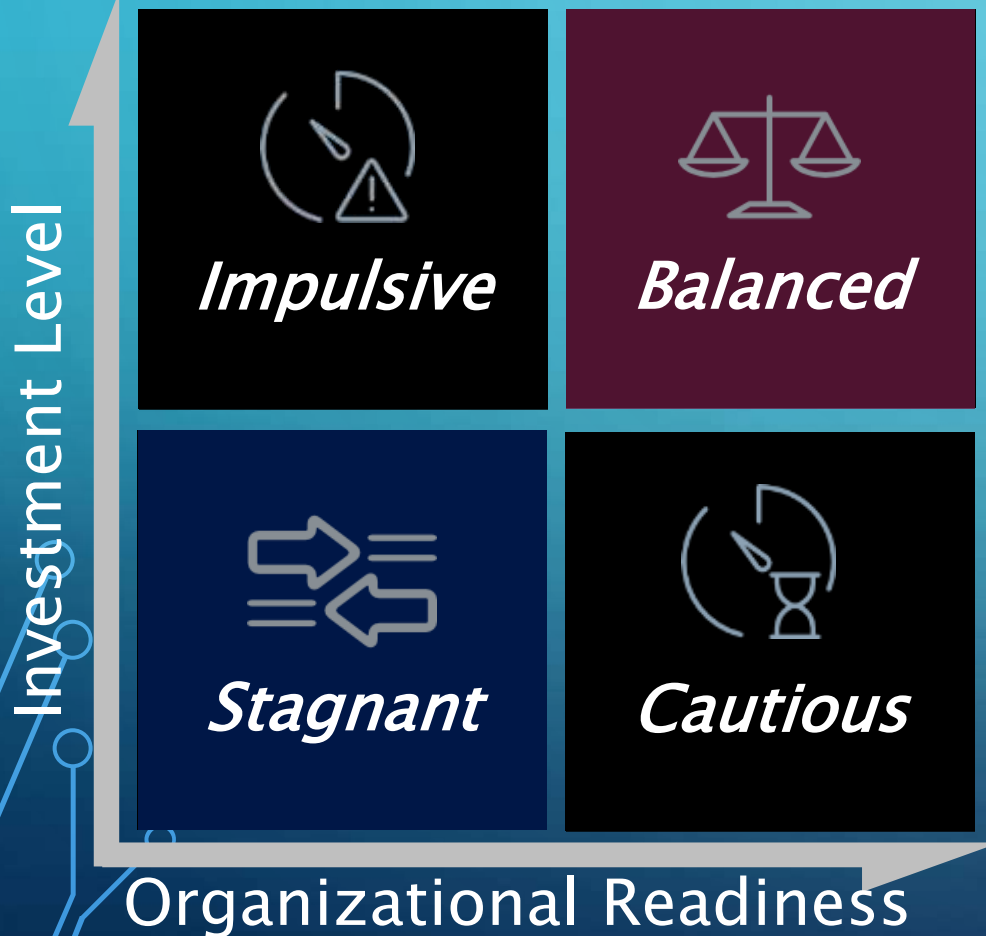 Investment Level
Impulsive
Balanced
Stagnant
Cautious
Organizational Readiness